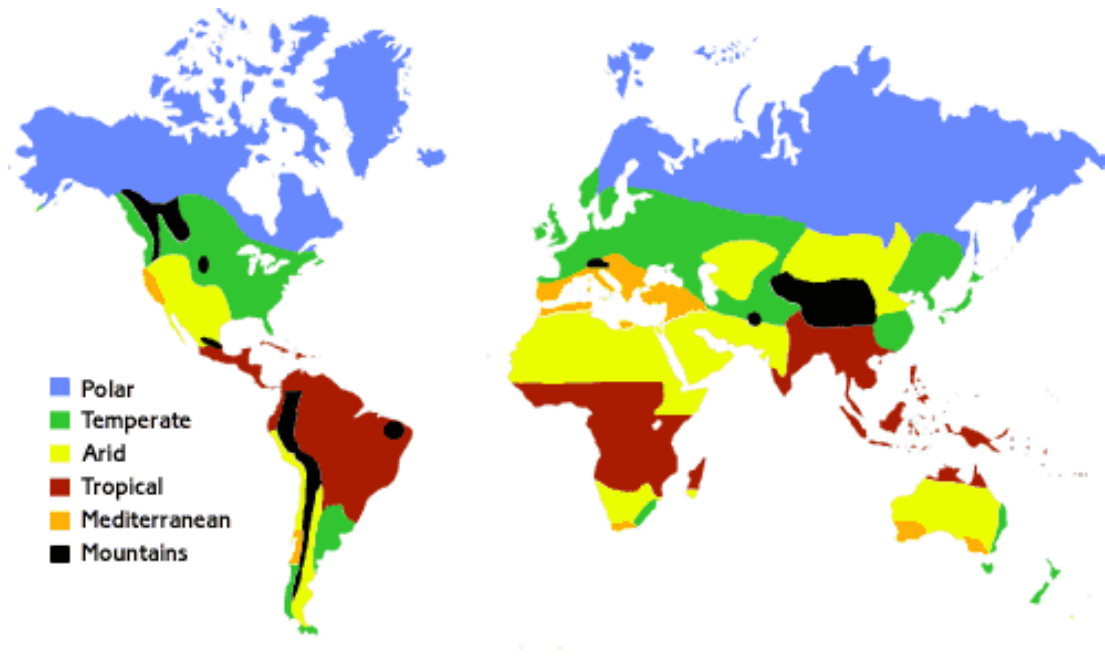 Polar
Temperate
Arid
Tropical
Mediterranean
Mountains